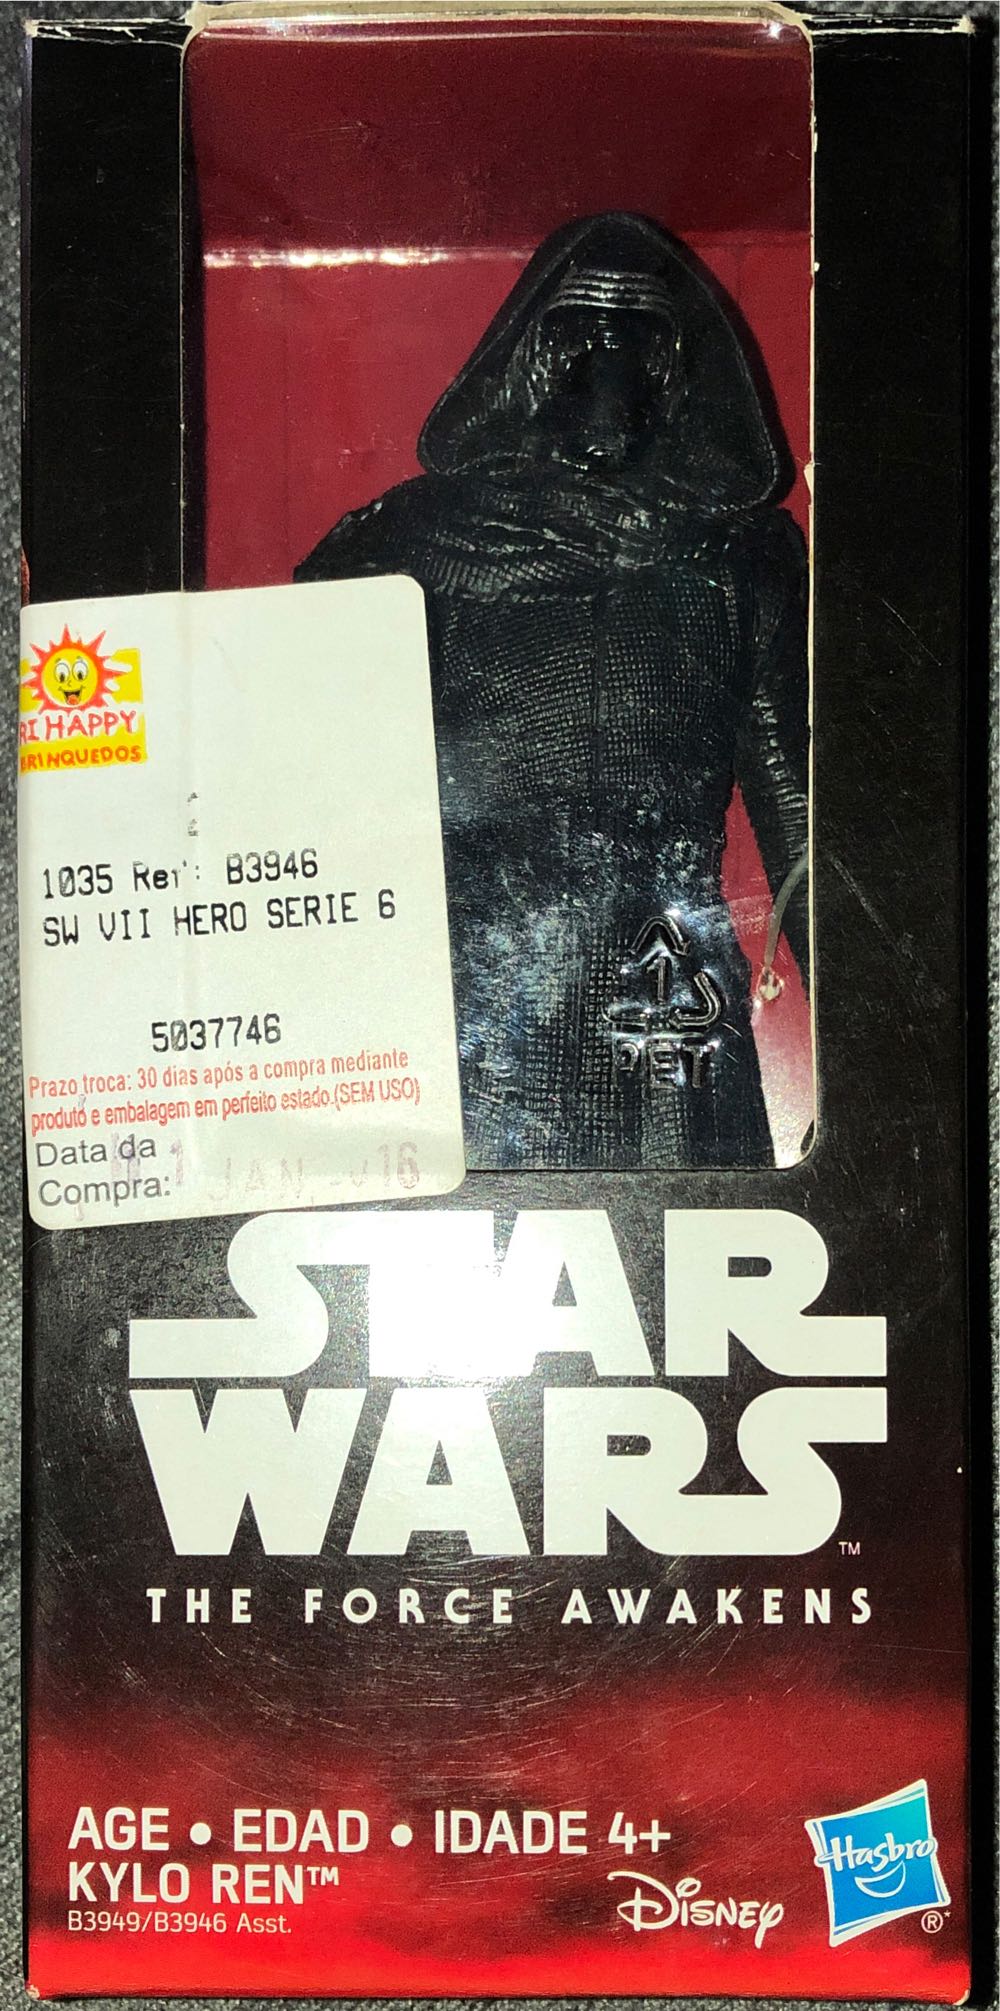 RI HAPPY
BRINQUEDOS
1035 Ref: B3946
SW VII HERO SERIE 6
5037746
Prazo troca: 30 dias após a compra mediante
produto e embalagem em perfeito estado.(SEM USO)
Data da
Compra:
JAN
16
1
PET
STAR
WARS
TM
THE FORCE AWAKENS
AGE • EDAD • IDADE 4+
KYLO REN™
B3949/B3946 Asst.
Disney
Hasbro
®*